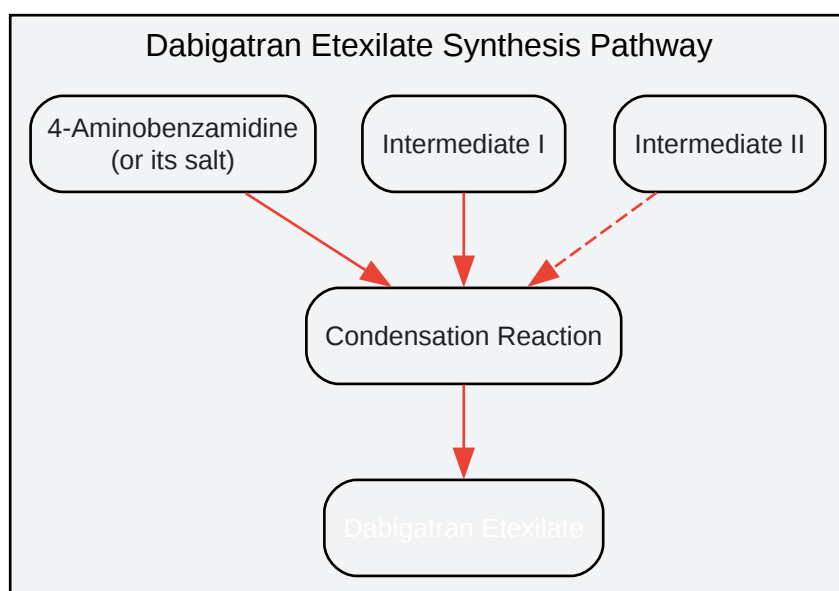 Dabigatran Etexilate Synthesis Pathway
4-Aminobenzamidine
(or its salt)
Intermediate I
Intermediate II
Condensation Reaction
Dabigatran Etexilate